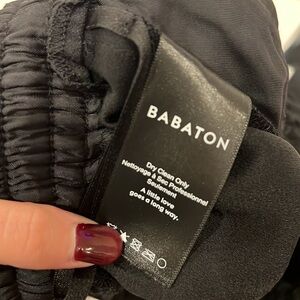 BABATON
Dry Clean Only
Nettoyage à Sec Professionnel
Seulement
A little love
goes a long way.